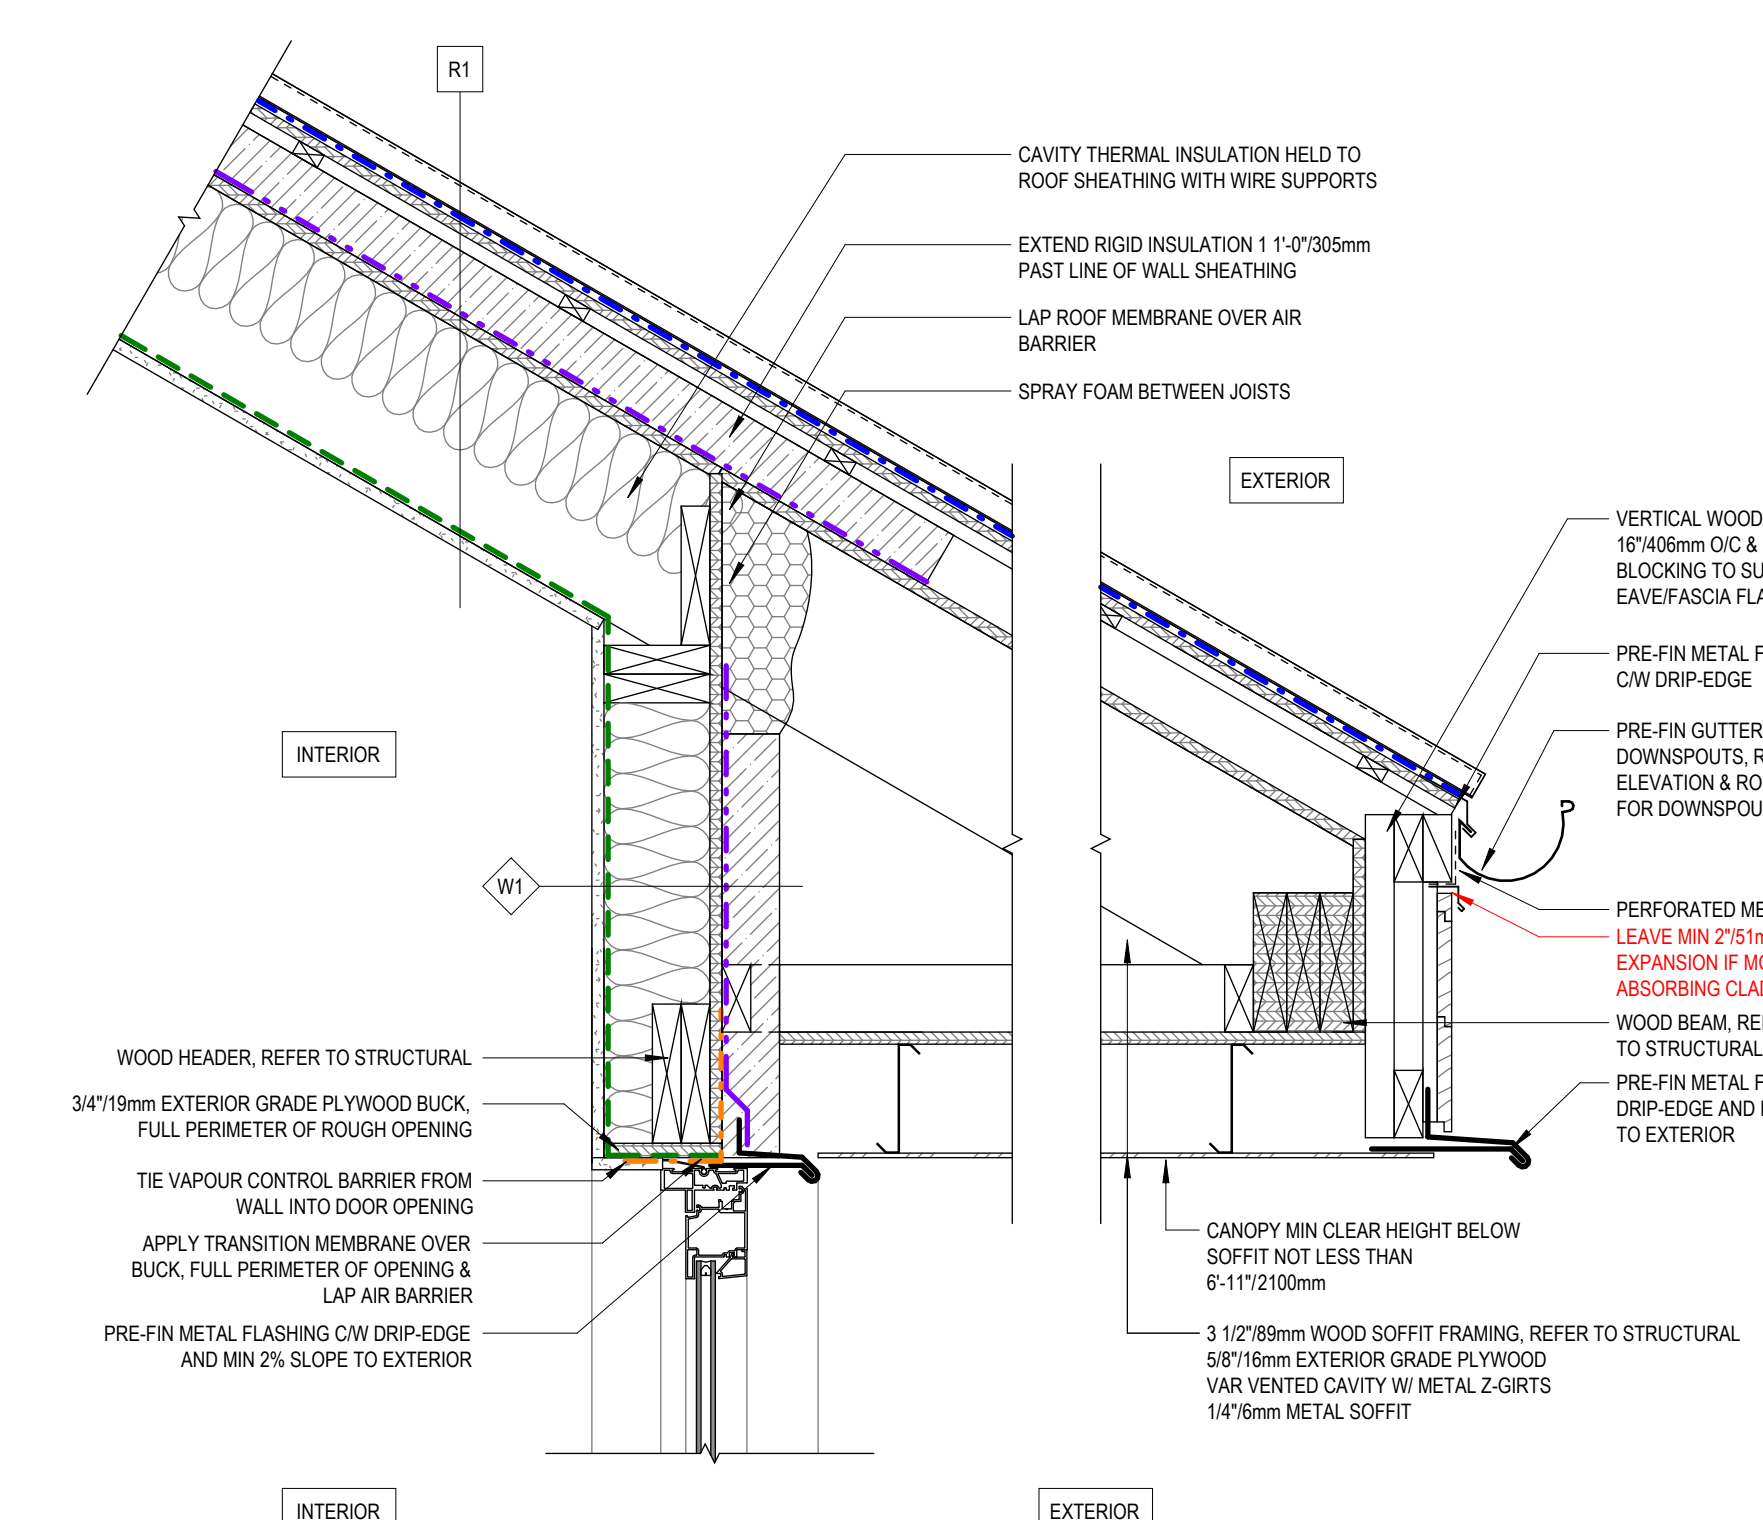 R1
CAVITY THERMAL INSULATION HELD TO
ROOF SHEATHING WITH WIRE SUPPORTS
EXTEND RIGID INSULATION 1 1'-0"/305mm
PAST LINE OF WALL SHEATHING
LAP ROOF MEMBRANE OVER AIR
BARRIER
SPRAY FOAM BETWEEN JOISTS
EXTERIOR
VERTICAL WOOD
16"/406mm O/C &
BLOCKING TO SU
EAVE/FASCIA FLA
PRE-FIN METAL F
C/W DRIP-EDGE
PRE-FIN GUTTER
DOWNSPOUTS, R
ELEVATION & RO
FOR DOWNSPOU
INTERIOR
W1
PERFORATED ME
LEAVE MIN 2"/51m
EXPANSION IF MO
ABSORBING CLAD
WOOD BEAM, REF
TO STRUCTURAL
PRE-FIN METAL F
DRIP-EDGE AND
TO EXTERIOR
WOOD HEADER, REFER TO STRUCTURAL
3/4"/19mm EXTERIOR GRADE PLYWOOD BUCK,
FULL PERIMETER OF ROUGH OPENING
TIE VAPOUR CONTROL BARRIER FROM
WALL INTO DOOR OPENING
APPLY TRANSITION MEMBRANE OVER
BUCK, FULL PERIMETER OF OPENING &
LAP AIR BARRIER
PRE-FIN METAL FLASHING C/W DRIP-EDGE
AND MIN 2% SLOPE TO EXTERIOR
CANOPY MIN CLEAR HEIGHT BELOW
SOFFIT NOT LESS THAN
6'-11"/2100mm
3 1/2"/89mm WOOD SOFFIT FRAMING, REFER TO STRUCTURAL
5/8"/16mm EXTERIOR GRADE PLYWOOD
VAR VENTED CAVITY W/ METAL Z-GIRTS
1/4"/6mm METAL SOFFIT
INTERIOR
EXTERIOR